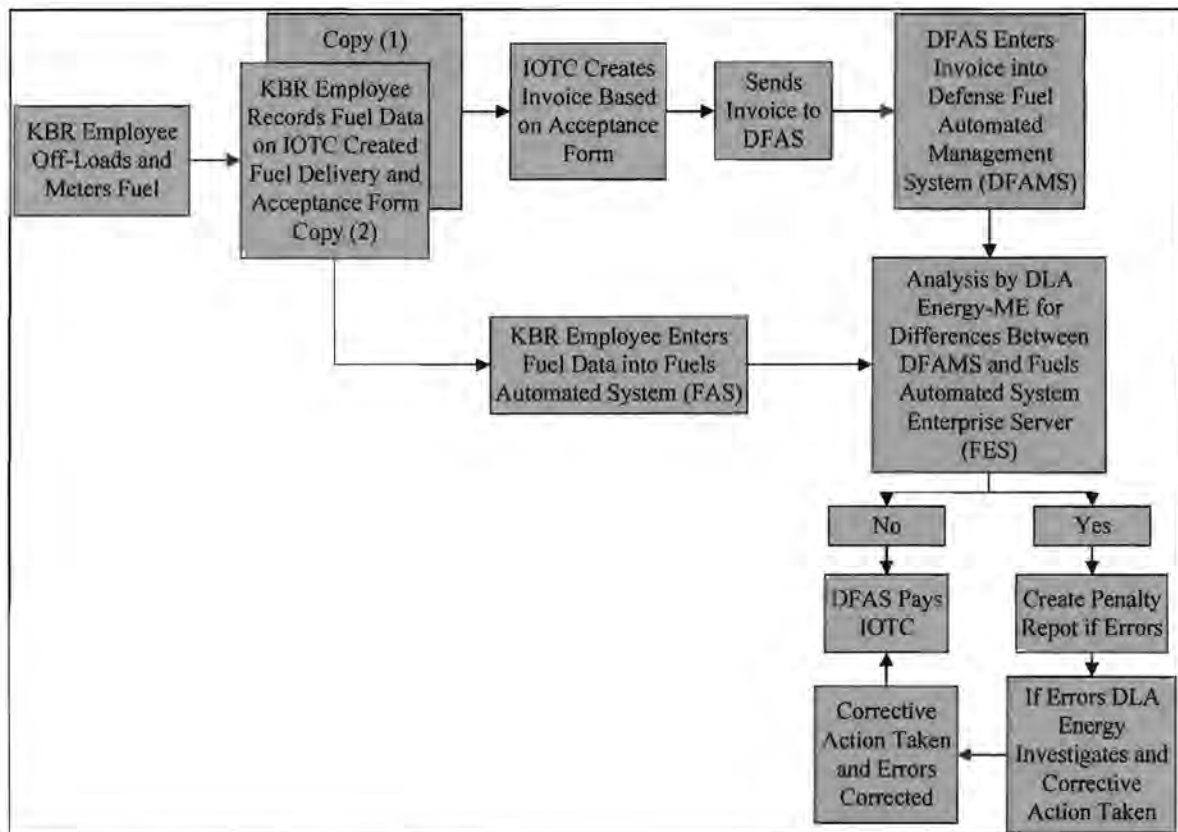 Copy (1)
KBR Employee
Off-Loads and
Meters Fuel
KBR Employee
Records Fuel Data
on IOTC Created
Fuel Delivery and
Acceptance Form
Copy (2)
IOTC Creates
Invoice Based
on Acceptance
Form
Sends
Invoice to
DFAS
DFAS Enters
Invoice into
Defense Fuel
Automated
Management
System (DFAMS)
KBR Employee Enters
Fuel Data into Fuels
Automated System (FAS)
Analysis by DLA
Energy-ME for
Differences Between
DFAMS and Fuels
Automated System
Enterprise Server
(FES)
No
Yes
DFAS Pays
IOTC
Create Penalty
Repot if Errors
Corrective
Action Taken
and Errors
Corrected
If Errors DLA
Energy
Investigates and
Corrective
Action Taken